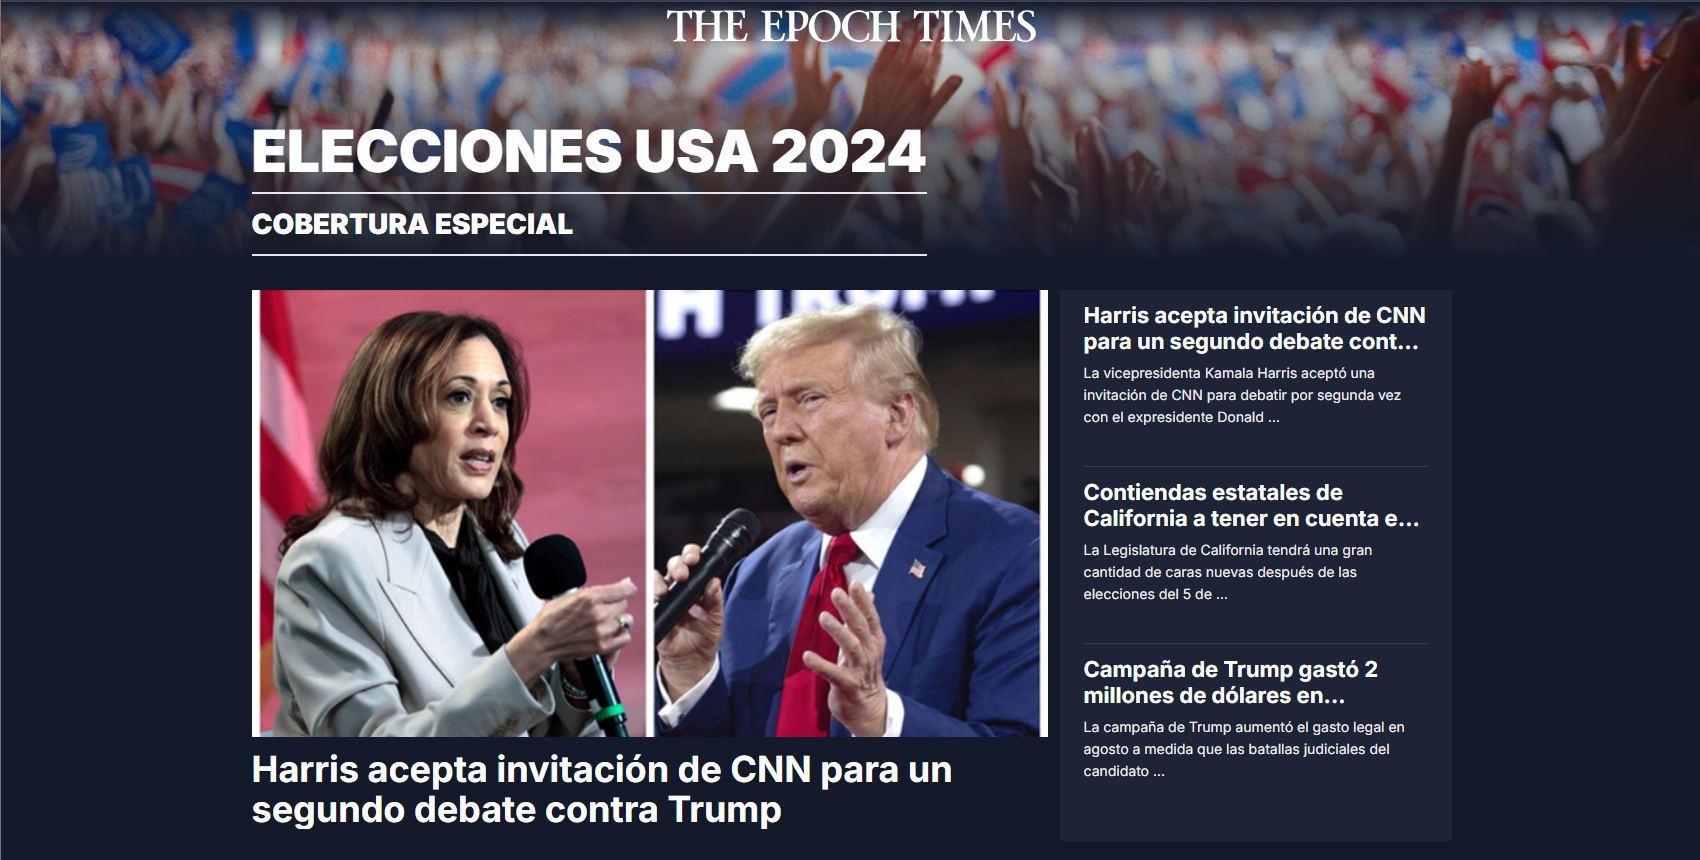 THE EPOCH TIMES
ELECCIONES USA 2024
COBERTURA ESPECIAL
Harris acepta invitación de CNN para un
segundo debate contra Trump
Harris acepta invitación de CNN
para un segundo debate cont...
La vicepresidenta Kamala Harris aceptó una
invitación de CNN para debatir por segunda vez
con el expresidente Donald ...
Contiendas estatales de
California a tener en cuenta e...
La Legislatura de California tendrá una gran
cantidad de caras nuevas después de las
elecciones del 5 de ...
Campaña de Trump gastó 2
millones de dólares en...
La campaña de Trump aumentó el gasto legal en
agosto a medida que las batallas judiciales del
candidato ...